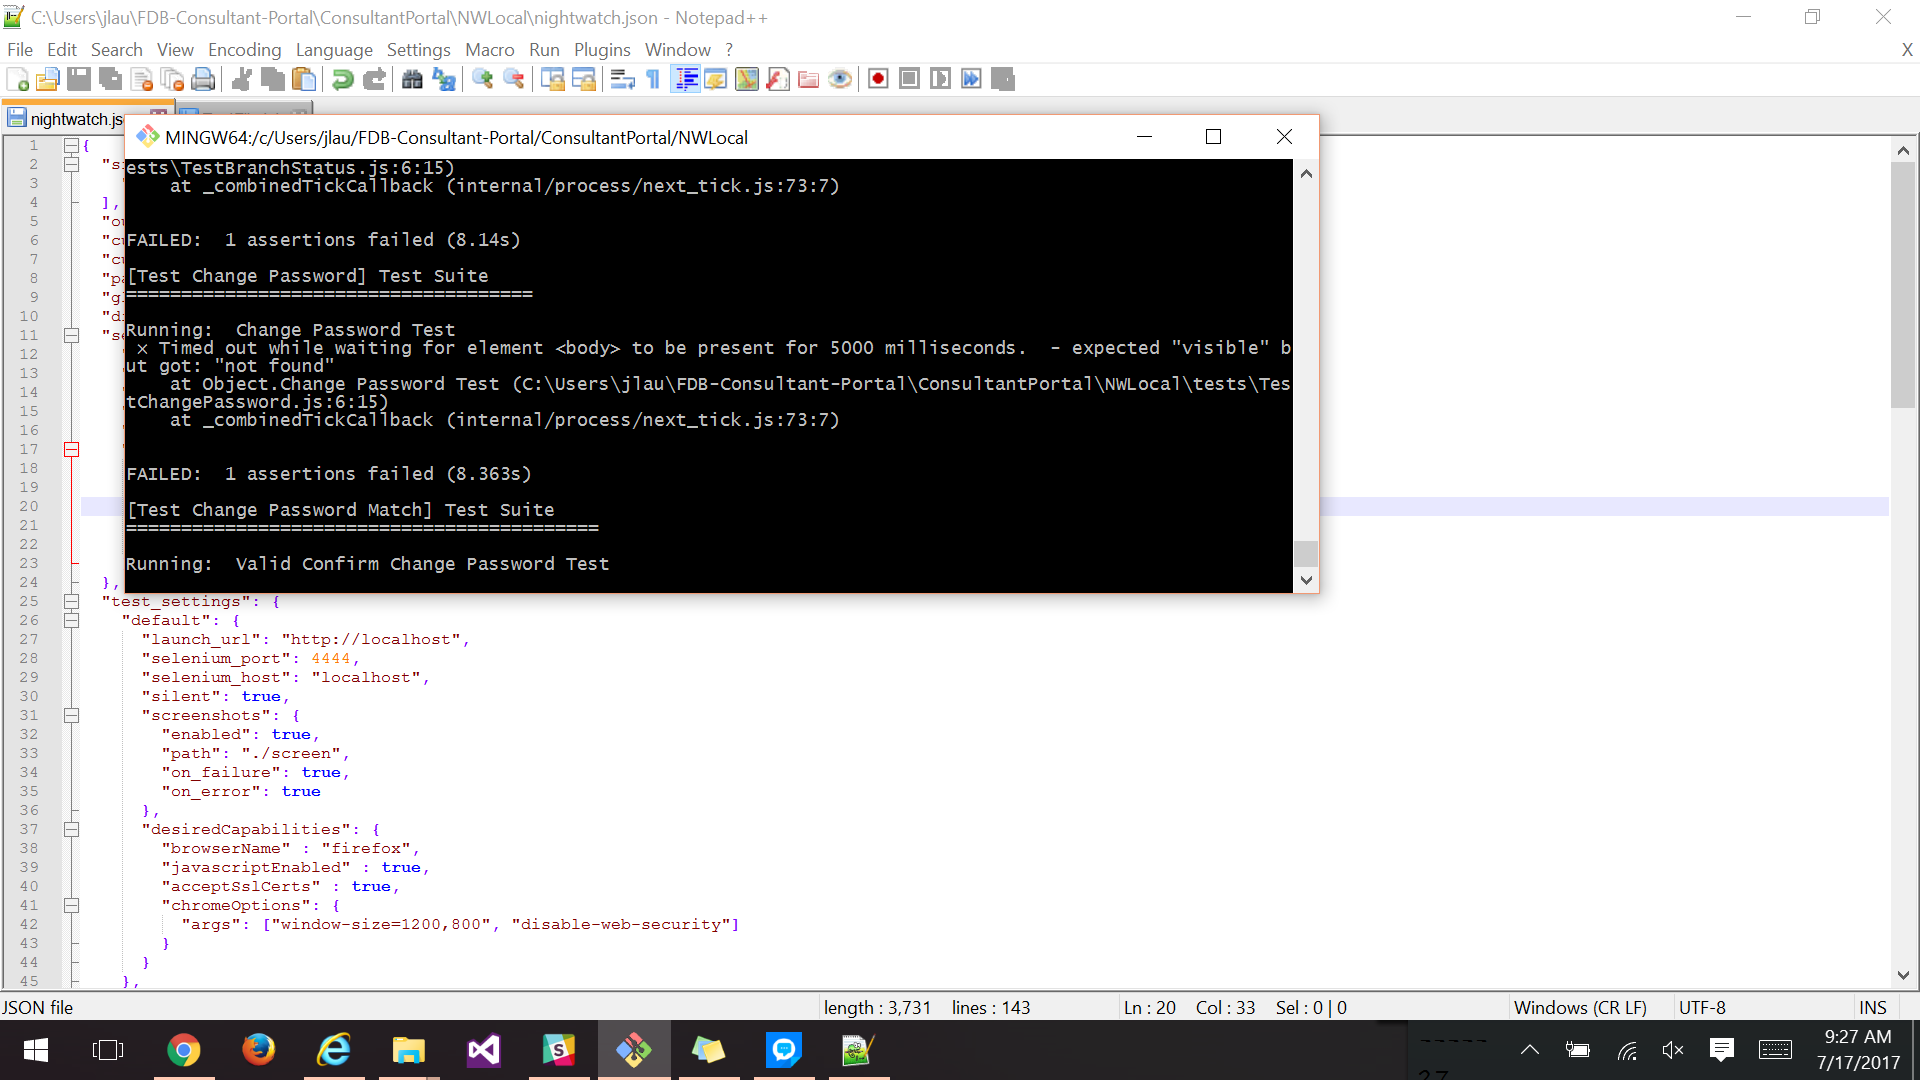 C:\Users\jlau\FDB-Consultant-Portal\ConsultantPortal\NWLocal\nightwatch.json - Notepad++
File Edit Search View Encoding Language Settings Macro Run Plugins Window ?
X
nightwatch.js
MINGW64:/c/Users/jlau/FDB-Consultant-Portal/ConsultantPortal/NWLocal
ests\TestBranchStatus.js:6:15)
at _combinedTickCallback (internal/process/next_tick.js:73:7)
FAILED:  1 assertions failed (8.14s)
[Test Change Password] Test Suite
=====================================
Running:  Change Password Test
× Timed out while waiting for element <body> to be present for 5000 milliseconds.  - expected "visible" b
ut got: "not found"
at Object.Change Password Test (C:\Users\jlau\FDB-Consultant-Portal\ConsultantPortal\NWLocal\tests\Tes
tChangePassword.js:6:15)
at _combinedTickCallback (internal/process/next_tick.js:73:7)
FAILED:  1 assertions failed (8.363s)
[Test Change Password Match] Test Suite
===========================================
Running:  Valid Confirm Change Password Test
1 {
2 "s
3
4 ],
5 "o
6 "c
7 "c
8 "p
9 "g
10 "d
11 "s
12
13
14
15
16
17
18
19
20
21
22
23
24 },
25 "test_settings": {
26 "default": {
27 "launch_url": "http://localhost",
28 "selenium_port": 4444,
29 "selenium_host": "localhost",
30 "silent": true,
31 "screenshots": {
32 "enabled": true,
33 "path": "./screen",
34 "on_failure": true,
35 "on_error": true
36 },
37 "desiredCapabilities": {
38 "browserName" : "firefox",
39 "javascriptEnabled" : true,
40 "acceptSslCerts" : true,
41 "chromeOptions": {
42 "args": ["window-size=1200,800", "disable-web-security"]
43 }
44 }
45 },
JSON file length : 3,731 lines : 143 Ln : 20 Col : 33 Sel : 0 | 0 Windows (CR LF) UTF-8 INS
9:27 AM
7/17/2017